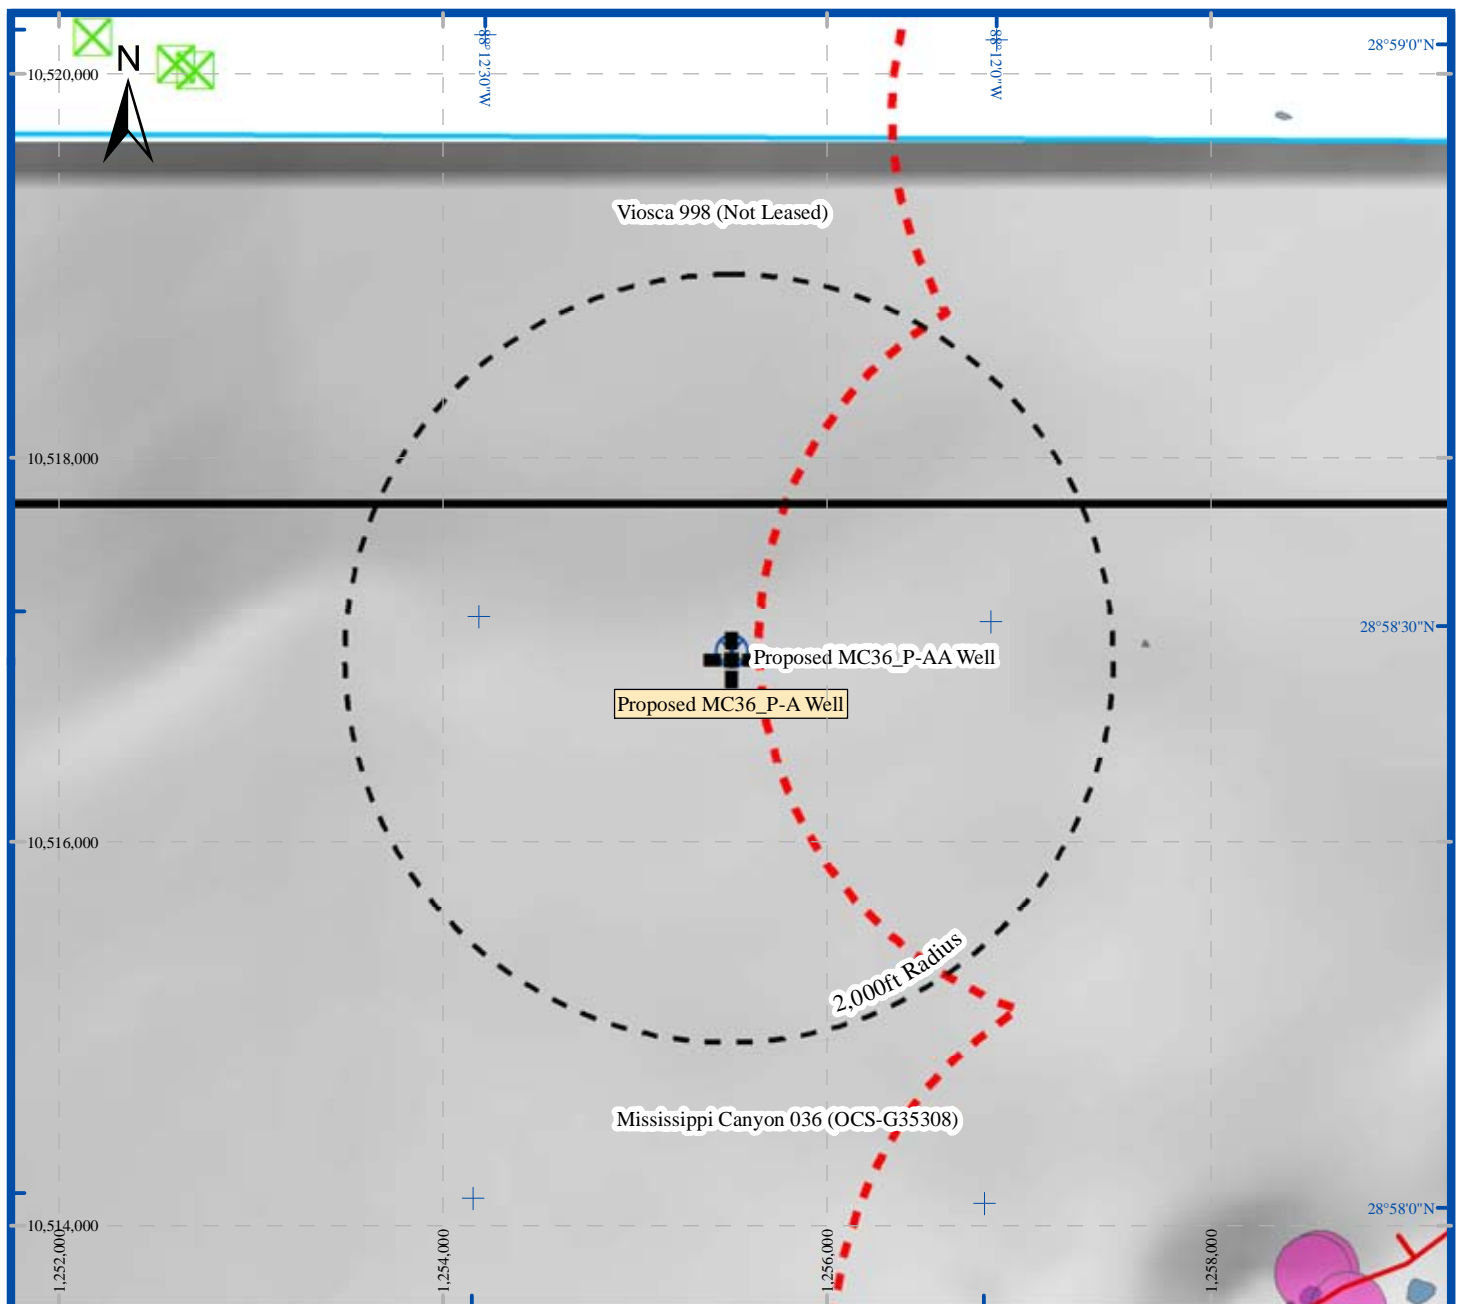 N
88°12'30"W
88°12'0"W
28°59'0"N
10,520,000
Viosca 998 (Not Leased)
10,518,000
28°58'30"N
Proposed MC36_P-AA Well
Proposed MC36_P-A Well
10,516,000
2,000ft Radius
Mississippi Canyon 036 (OCS-G35308)
28°58'0"N
10,514,000
1,252,000
1,254,000
1,256,000
1,258,000